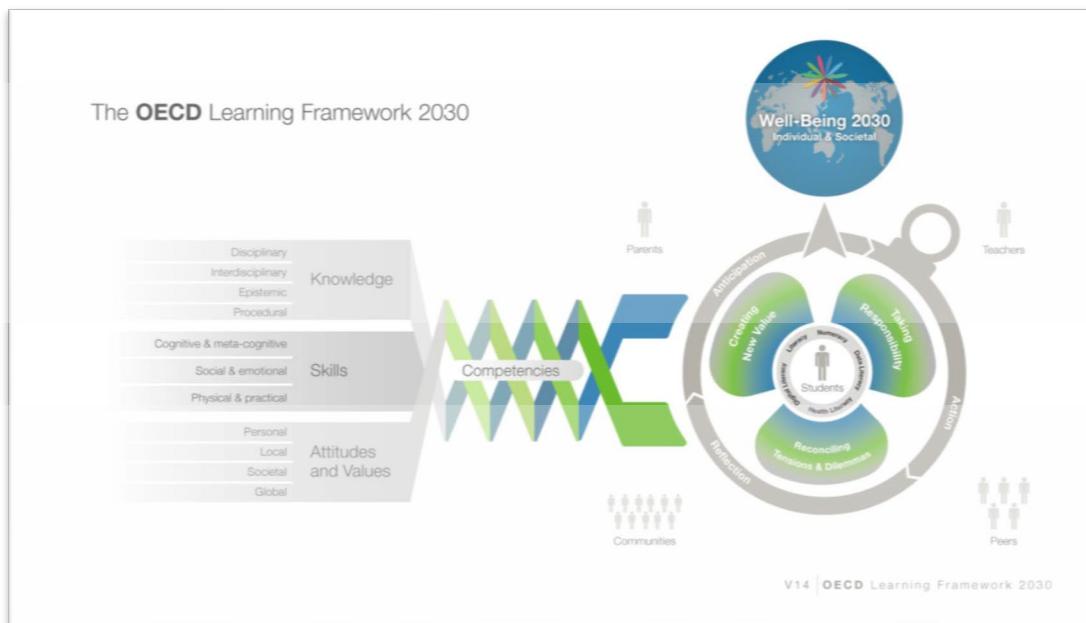 The OECD Learning Framework 2030
Well-Being 2030
Individual & Societal
Parents
Teachers
Disciplinary
Interdisciplinary
Epistemic
Procedural
Knowledge
Cognitive & meta-cognitive
Social & emotional
Physical & practical
Skills
Personal
Local
Societal
Global
Attitudes
and Values
Competencies
Anticipation
Action
Reflection
Creating
New Value
Taking
Responsibility
Reconciling
Tensions & Dilemmas
Literacy
Numeracy
Data Literacy
Health Literacy
Digital Literacy
Students
Communities
Peers
V14 OECD Learning Framework 2030